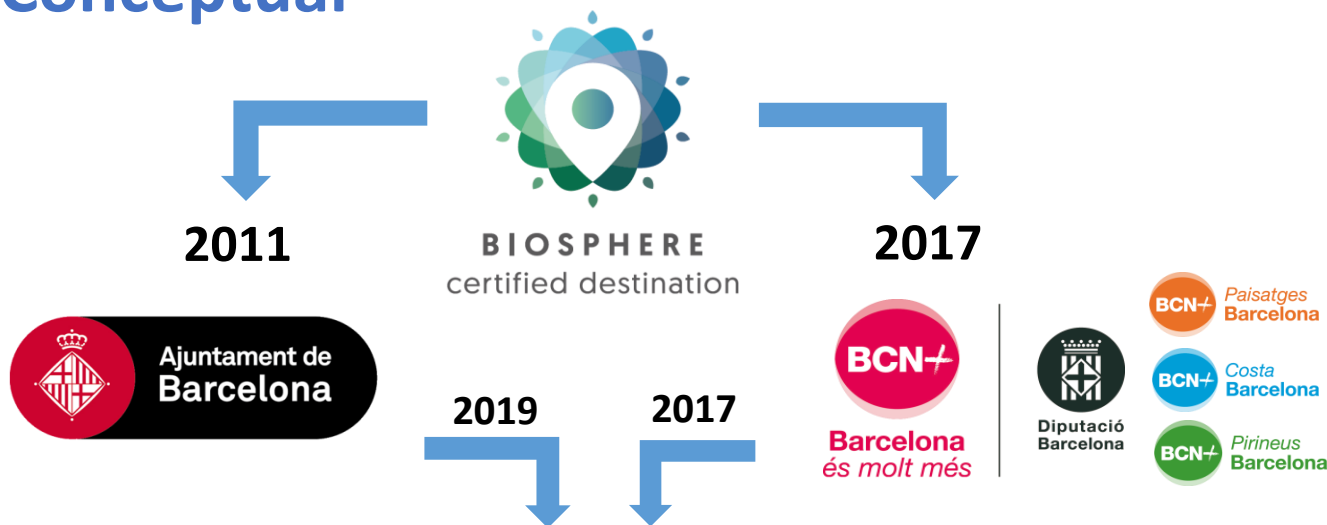 Conceptual
BIOSPHERE
certified destination
2011
2017
Ajuntament de
Barcelona
BCN+
Barcelona
és molt més
Diputació
Barcelona
BCN+
Paisatges
Barcelona
BCN+
Costa
Barcelona
BCN+
Pirineus
Barcelona
2019
2017